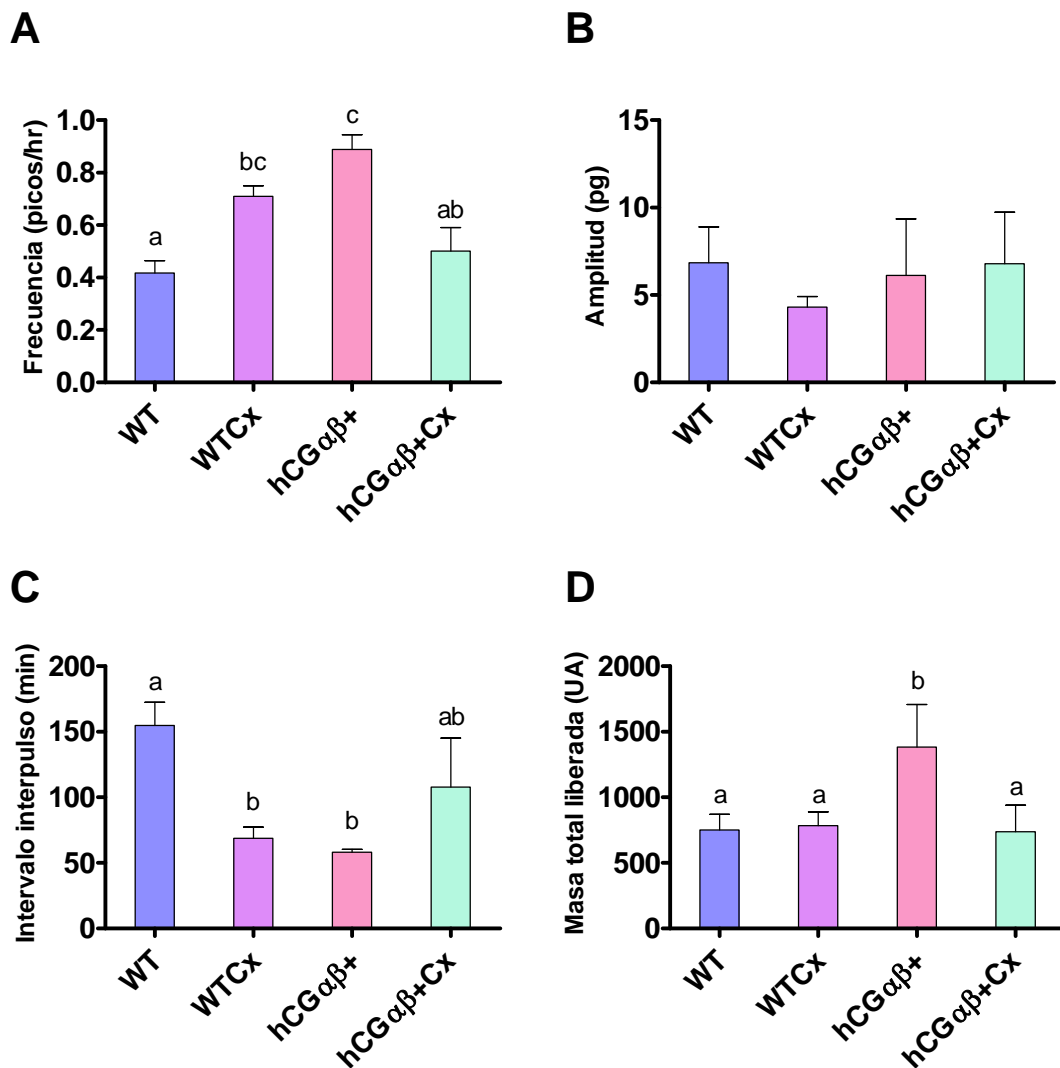 A
Frecuencia (picos/hr)
1.0
0.8
0.6
0.4
0.2
0.0
a
bc
c
ab
WT
WTCx
hCGαβ+
hCGαβ+Cx
B
Amplitud (pg)
15
10
5
0
WT
WTCx
hCGαβ+
hCGαβ+Cx
C
Intervalo interpulso (min)
200
150
100
50
0
a
b
b
ab
WT
WTCx
hCGαβ+
hCGαβ+Cx
D
Masa total liberada (UA)
2000
1500
1000
500
0
a
a
b
a
WT
WTCx
hCGαβ+
hCGαβ+Cx